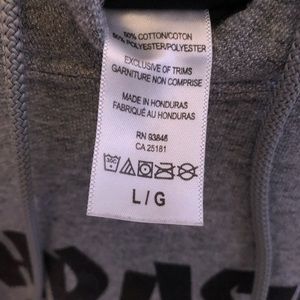 50% COTTON/COTON
50% POLYESTER/POLYESTER
EXCLUSIVE OF TRIMS
GARNITURE NON COMPRISE
MADE IN HONDURAS
FABRIQUÉ AU HONDURAS
RN 93846
CA 25181
L / G